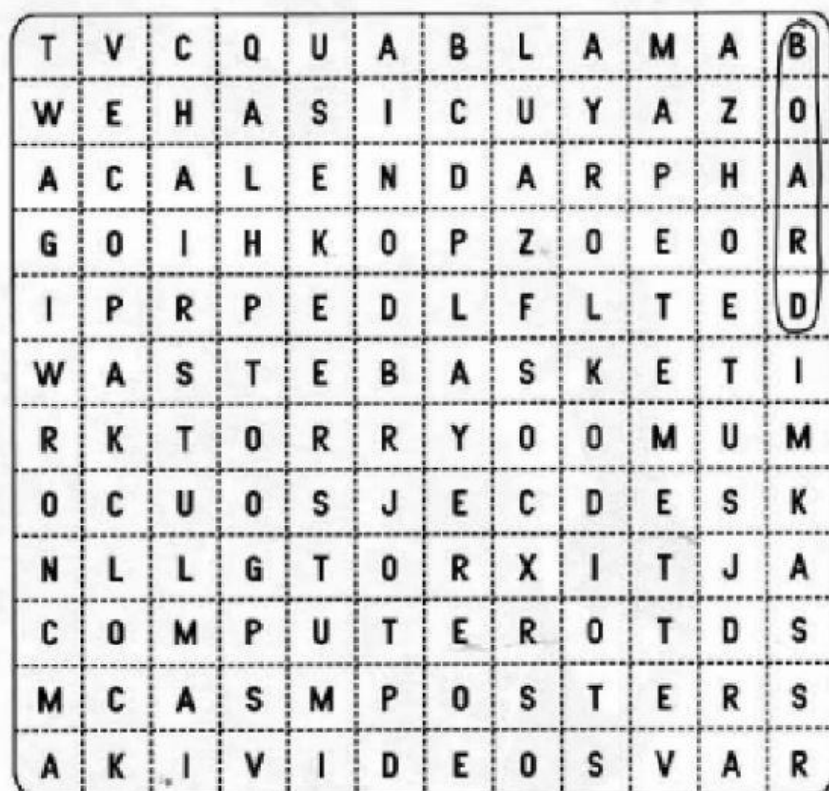 T V C Q U A B L A M A B
W E H A S I C U Y A Z O
A C A L E N D A R P H A
G O I H K O P Z O E O R
I P R P E D L F L T E D
W A S T E B A S K E T I
R K T O R R Y O O M U M
O C U O S J E C D E S K
N L L G T O R X I T J A
C O M P U T E R O T D S
M C A S M P O S T E R S
A K I V I D E O S V A R